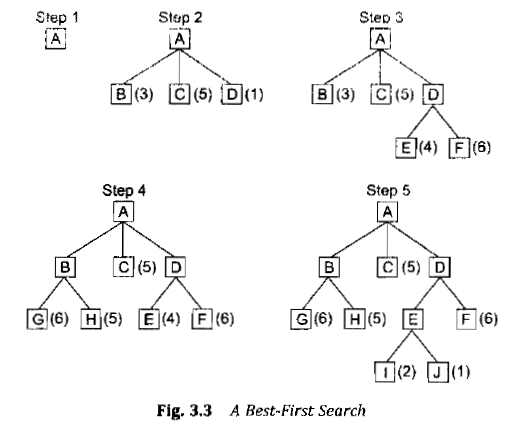 Step 1
Step 2
Step 3
A
A
A
B (3) C (5) D (1)
B (3) C (5) D
E (4) F (6)
Step 4
Step 5
A
A
B C (5) D
B C (5) D
G (6) H (5) E (4) F (6)
G (6) H (5) E F (6)
I (2) J (1)
Fig. 3.3 A Best-First Search